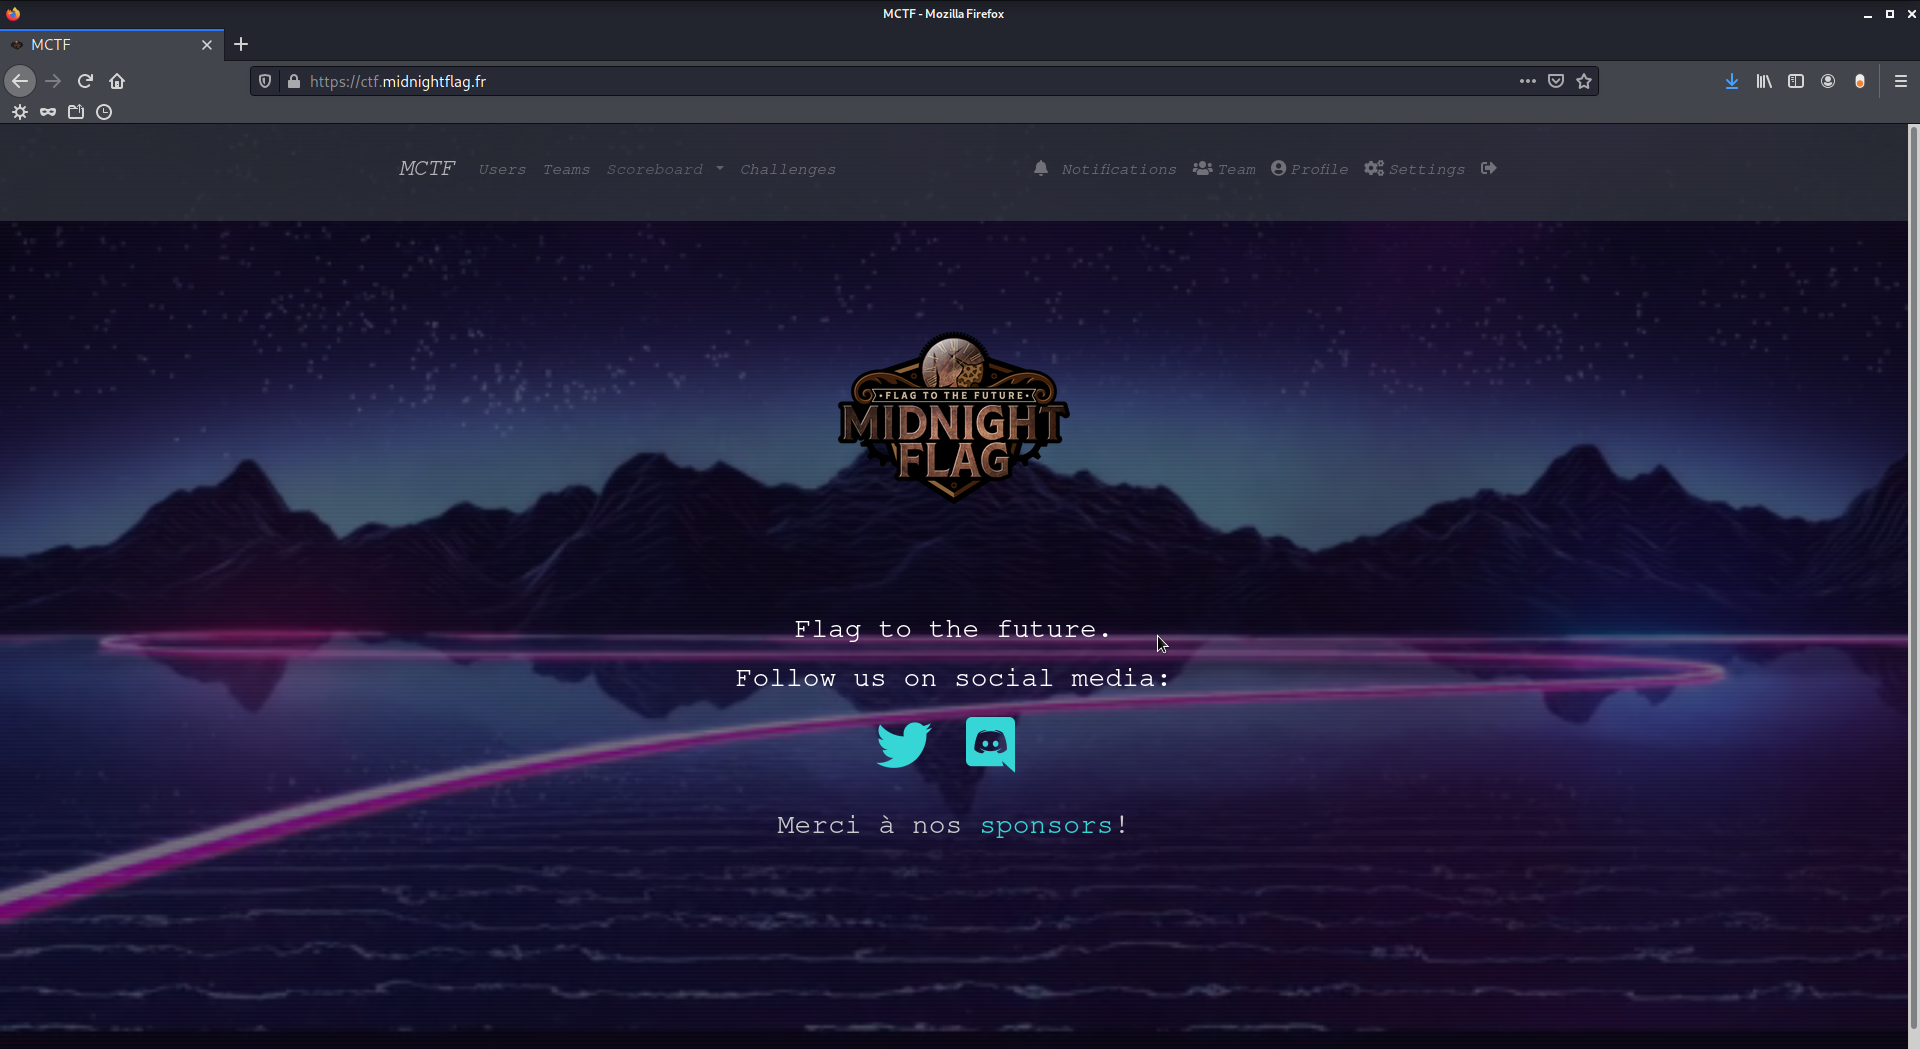 MCTF - Mozilla Firefox
MCTF
https://ctf.midnightflag.fr
MCTF Users Teams Scoreboard Challenges Notifications Team Profile Settings
·FLAG TO THE FUTURE·
MIDNIGHT
FLAG
Flag to the future.
Follow us on social media:
Merci à nos sponsors!